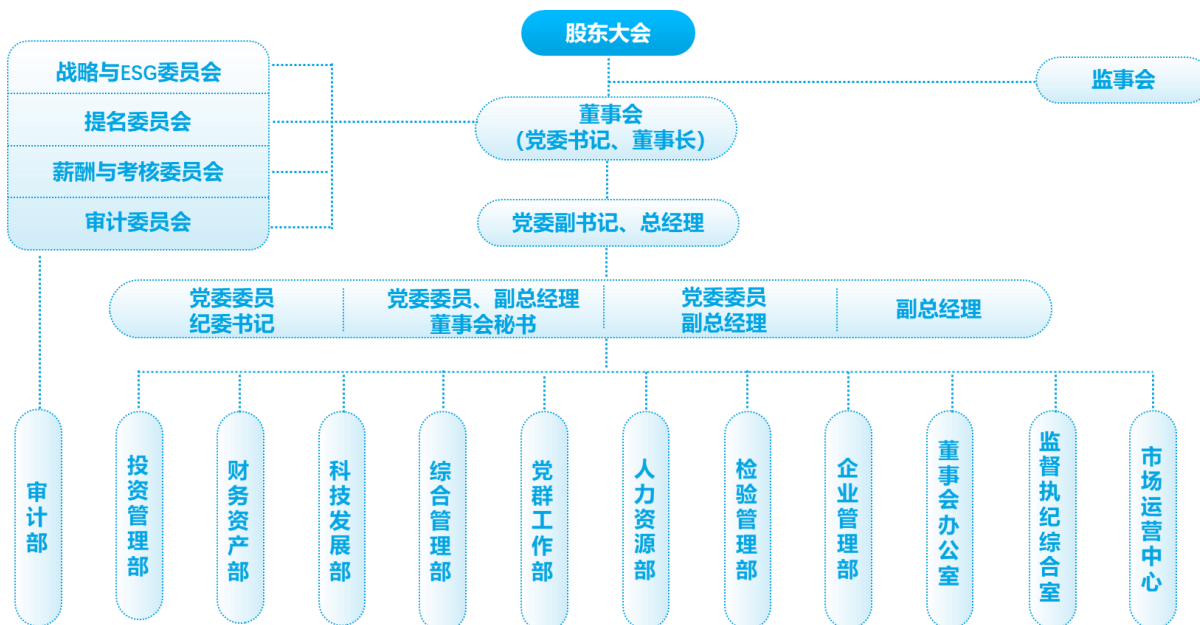 股东大会
监事会
战略与ESG委员会
提名委员会
薪酬与考核委员会
审计委员会
董事会
（党委书记、董事长）
党委副书记、总经理
党委委员
纪委书记
党委委员、副总经理
董事会秘书
党委委员
副总经理
副总经理
审计部
投资管理部
财务资产部
科技发展部
综合管理部
党群工作部
人力资源部
检验管理部
企业管理部
董事会办公室
监督执纪综合室
市场运营中心